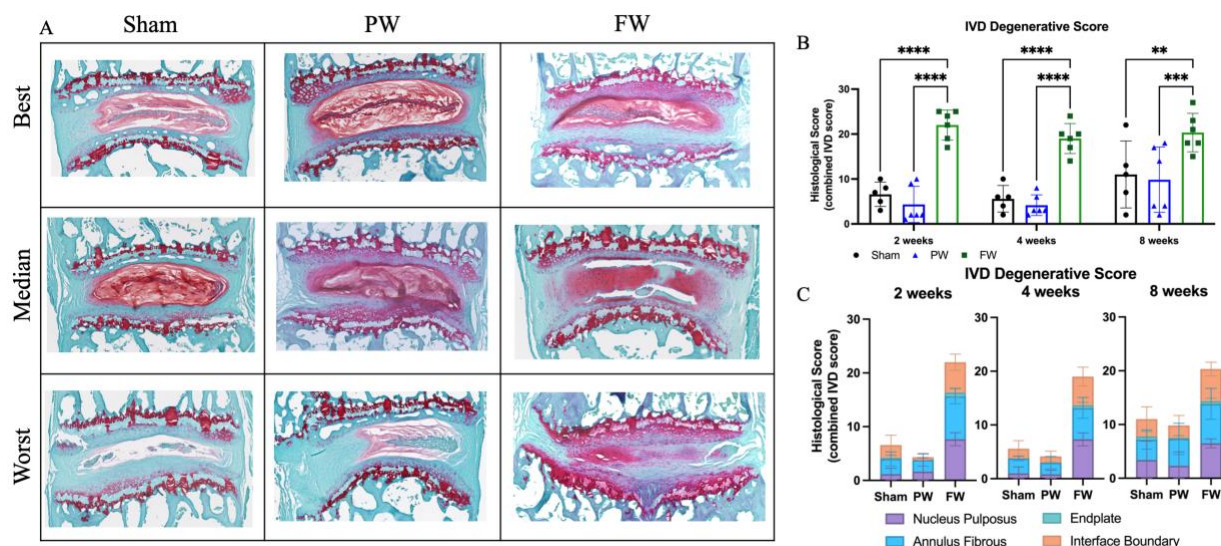 A
Sham
PW
FW
Best
Median
Worst
B
IVD Degenerative Score
**** **** **
**** **** ***
Histological Score
(combined IVD score)
30
20
10
0
2 weeks 4 weeks 8 weeks
Sham PW FW
IVD Degenerative Score
C
2 weeks 4 weeks 8 weeks
Histological Score
(combined IVD score)
30 30 30
20 20 20
10 10 10
0 0 0
Sham PW FW Sham PW FW Sham PW FW
Nucleus Pulposus Endplate
Annulus Fibrous Interface Boundary